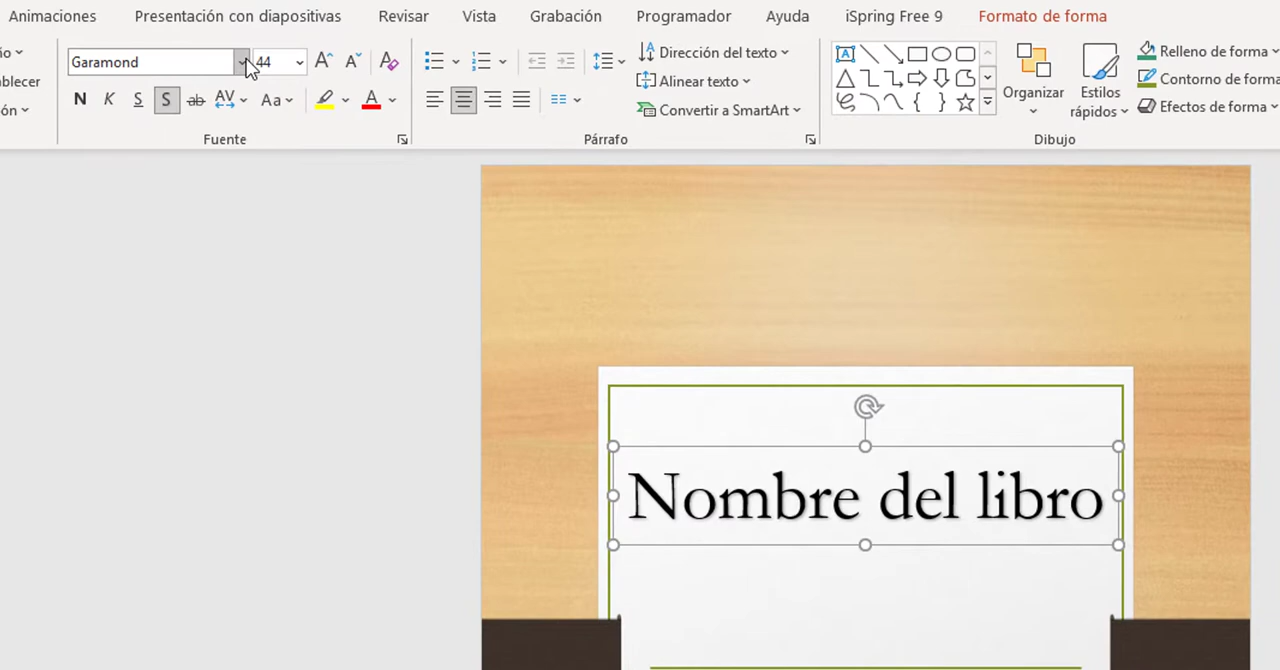 Animaciones Presentación con diapositivas Revisar Vista Grabación Programador Ayuda iSpring Free 9 Formato de forma
Garamond 44
Dirección del texto
Relleno de forma
ablecer
Alinear texto
Organizar Estilos rápidos
Contorno de forma
N K S S ab AV Aa A
Convertir a SmartArt
Efectos de forma
Fuente Párrafo Dibujo
Nombre del libro